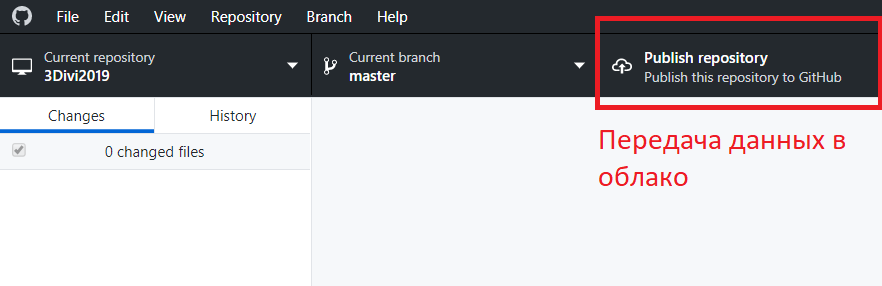 File Edit View Repository Branch Help
Current repository
3Divi2019
Current branch
master
Publish repository
Publish this repository to GitHub
Changes History
0 changed files
Передача данных в
облако